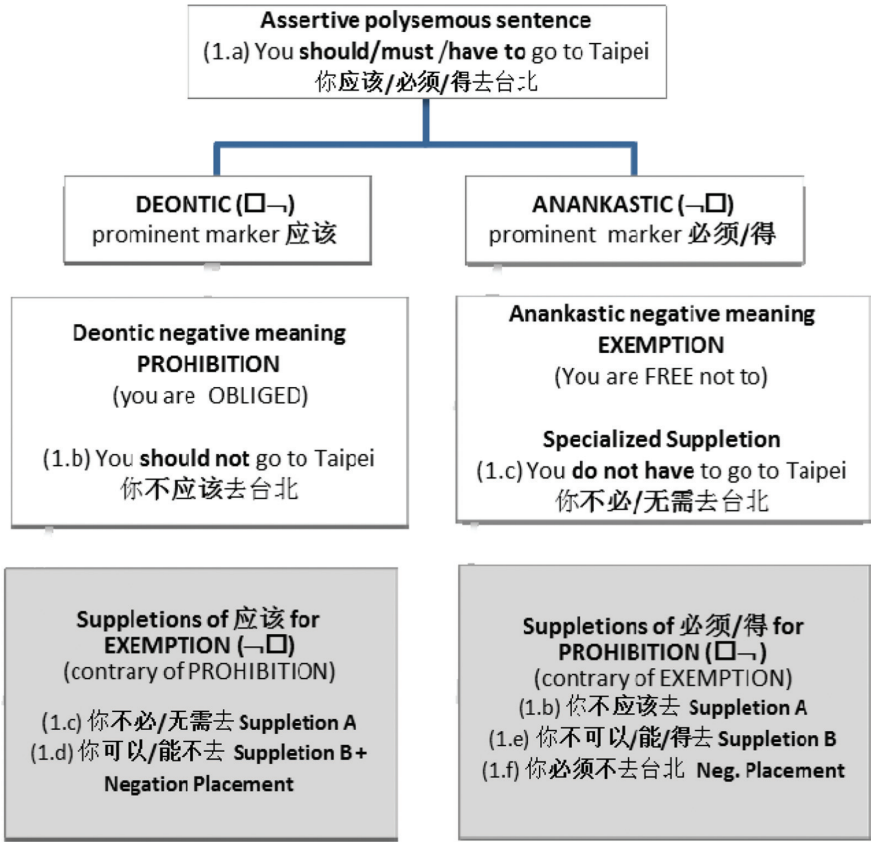 Assertive polysemous sentence
(1.a) You should/must /have to go to Taipei
你应该/必须/得去台北
DEONTIC (□¬)
prominent marker 应该
ANANKASTIC (¬□)
prominent marker 必须/得
Deontic negative meaning
PROHIBITION
(you are OBLIGED)
(1.b) You should not go to Taipei
你不应该去台北
Anankastic negative meaning
EXEMPTION
(You are FREE not to)
Specialized Suppletion
(1.c) You do not have to go to Taipei
你不必/无需去台北
Suppletions of 应该 for
EXEMPTION (¬□)
(contrary of PROHIBITION)
(1.c) 你不必/无需去 Suppletion A
(1.d) 你可以/能不去 Suppletion B +
Negation Placement
Suppletions of 必须/得 for
PROHIBITION (□¬)
(contrary of EXEMPTION)
(1.b) 你不应该去 Suppletion A
(1.e) 你不可以/能/得去 Suppletion B
(1.f) 你必须不去台北 Neg. Placement